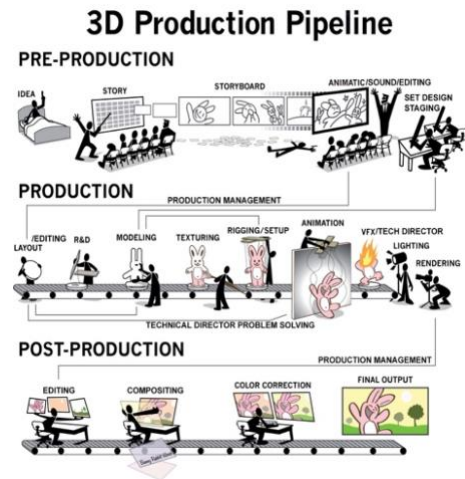 3D Production Pipeline
PRE-PRODUCTION
IDEA
STORY
STORYBOARD
ANIMATIC/SOUND/EDITING
SET DESIGN
STAGING
PRODUCTION
PRODUCTION MANAGEMENT
/EDITING
LAYOUT
R&D
MODELING
TEXTURING
RIGGING/SETUP
ANIMATION
VFX/TECH DIRECTOR
LIGHTING
RENDERING
TECHNICAL DIRECTOR PROBLEM SOLVING
POST-PRODUCTION
PRODUCTION MANAGEMENT
EDITING
COMPOSITING
COLOR CORRECTION
FINAL OUTPUT